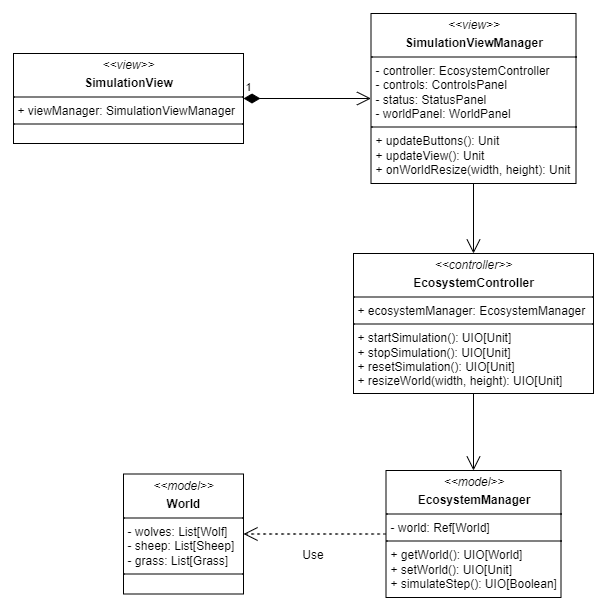 <<view>>
SimulationView
+ viewManager: SimulationViewManager
1
<<view>>
SimulationViewManager
- controller: EcosystemController
- controls: ControlsPanel
- status: StatusPanel
- worldPanel: WorldPanel
+ updateButtons(): Unit
+ updateView(): Unit
+ onWorldResize(width, height): Unit
<<controller>>
EcosystemController
+ ecosystemManager: EcosystemManager
+ startSimulation(): UIO[Unit]
+ stopSimulation(): UIO[Unit]
+ resetSimulation(): UIO[Unit]
+ resizeWorld(width, height): UIO[Unit]
<<model>>
World
- wolves: List[Wolf]
- sheep: List[Sheep]
- grass: List[Grass]
Use
<<model>>
EcosystemManager
- world: Ref[World]
+ getWorld(): UIO[World]
+ setWorld(): UIO[Unit]
+ simulateStep(): UIO[Boolean]